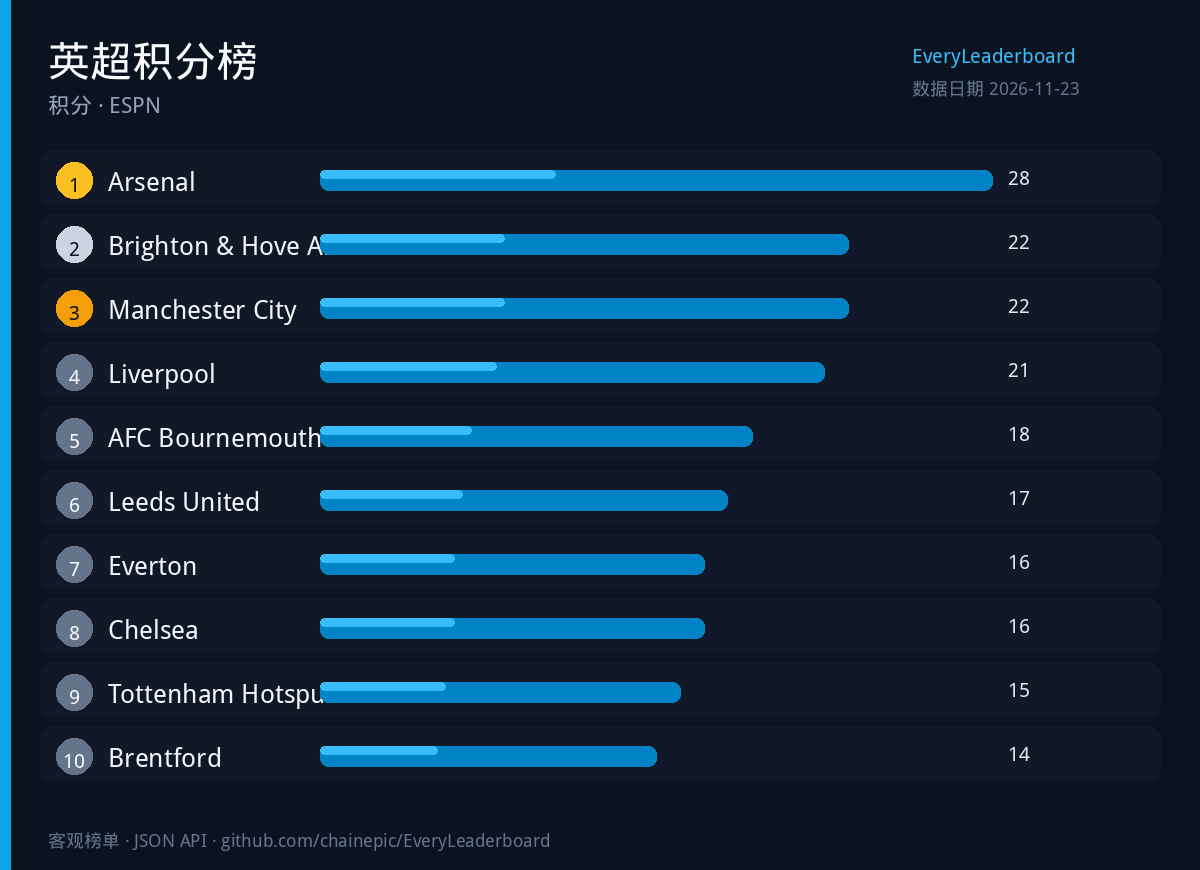 英超积分榜
积分 · ESPN
EveryLeaderboard
数据日期 2026-11-23
1 Arsenal 28
2 Brighton & Hove A 22
3 Manchester City 22
4 Liverpool 21
5 AFC Bournemouth 18
6 Leeds United 17
7 Everton 16
8 Chelsea 16
9 Tottenham Hotspu 15
10 Brentford 14
客观榜单 · JSON API · github.com/chainepic/EveryLeaderboard